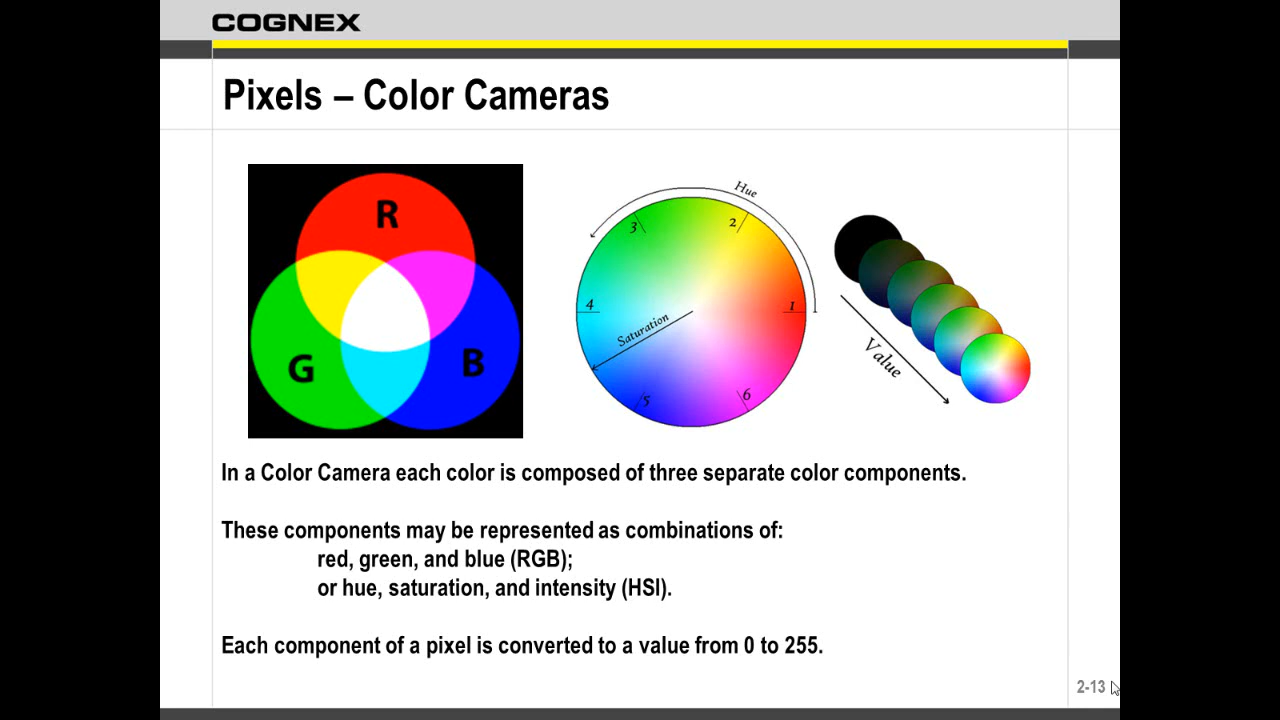 COGNEX
Pixels – Color Cameras
R
G
B
Hue
1
2
3
4
5
6
Saturation
Value
In a Color Camera each color is composed of three separate color components.
These components may be represented as combinations of:
red, green, and blue (RGB);
or hue, saturation, and intensity (HSI).
Each component of a pixel is converted to a value from 0 to 255.
2-13